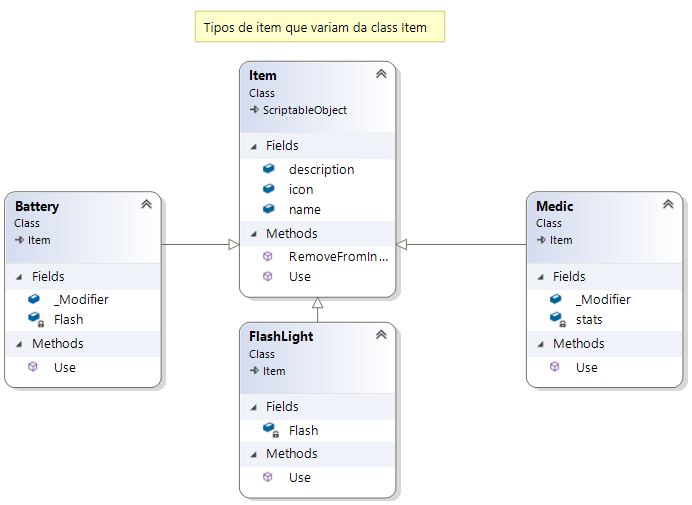 Tipos de item que variam da class Item
Item
Class
ScriptableObject
Fields
description
icon
name
Methods
RemoveFromIn...
Use
Battery
Class
Item
Fields
_Modifier
Flash
Methods
Use
Medic
Class
Item
Fields
_Modifier
stats
Methods
Use
FlashLight
Class
Item
Fields
Flash
Methods
Use